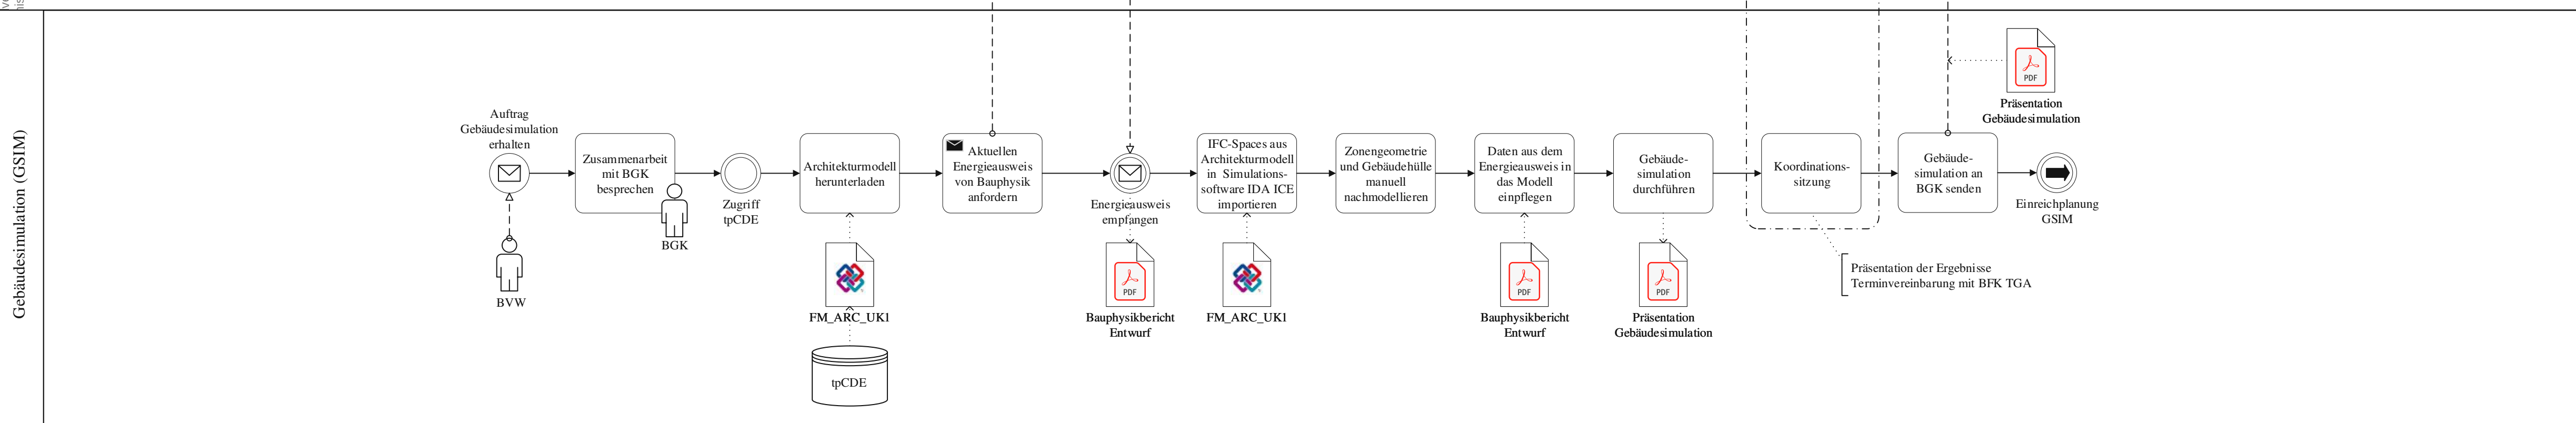 Gebäudesimulation (GSIM)
Auftrag
Gebäudesimulation
erhalten
BVW
Zusammenarbeit
mit BGK
besprechen
BGK
Zugriff
tpCDE
Architekturmodell
herunterladen
FM_ARC_UK1
tpCDE
Aktuellen
Energieausweis
von Bauphysik
anfordern
Energieausweis
empfangen
PDF
Bauphysikbericht
Entwurf
IFC-Spaces aus
Architekturmodell
in Simulations-
software IDA ICE
importieren
FM_ARC_UK1
Zonengeometrie
und Gebäudehülle
manuell
nachmodellieren
Daten aus dem
Energieausweis in
das Modell
einpflegen
PDF
Bauphysikbericht
Entwurf
Gebäude-
simulation
durchführen
PDF
Präsentation
Gebäudesimulation
Koordinations-
sitzung
Präsentation der Ergebnisse
Terminvereinbarung mit BFK TGA
Gebäude-
simulation an
BGK senden
PDF
Präsentation
Gebäudesimulation
Einreichplanung
GSIM